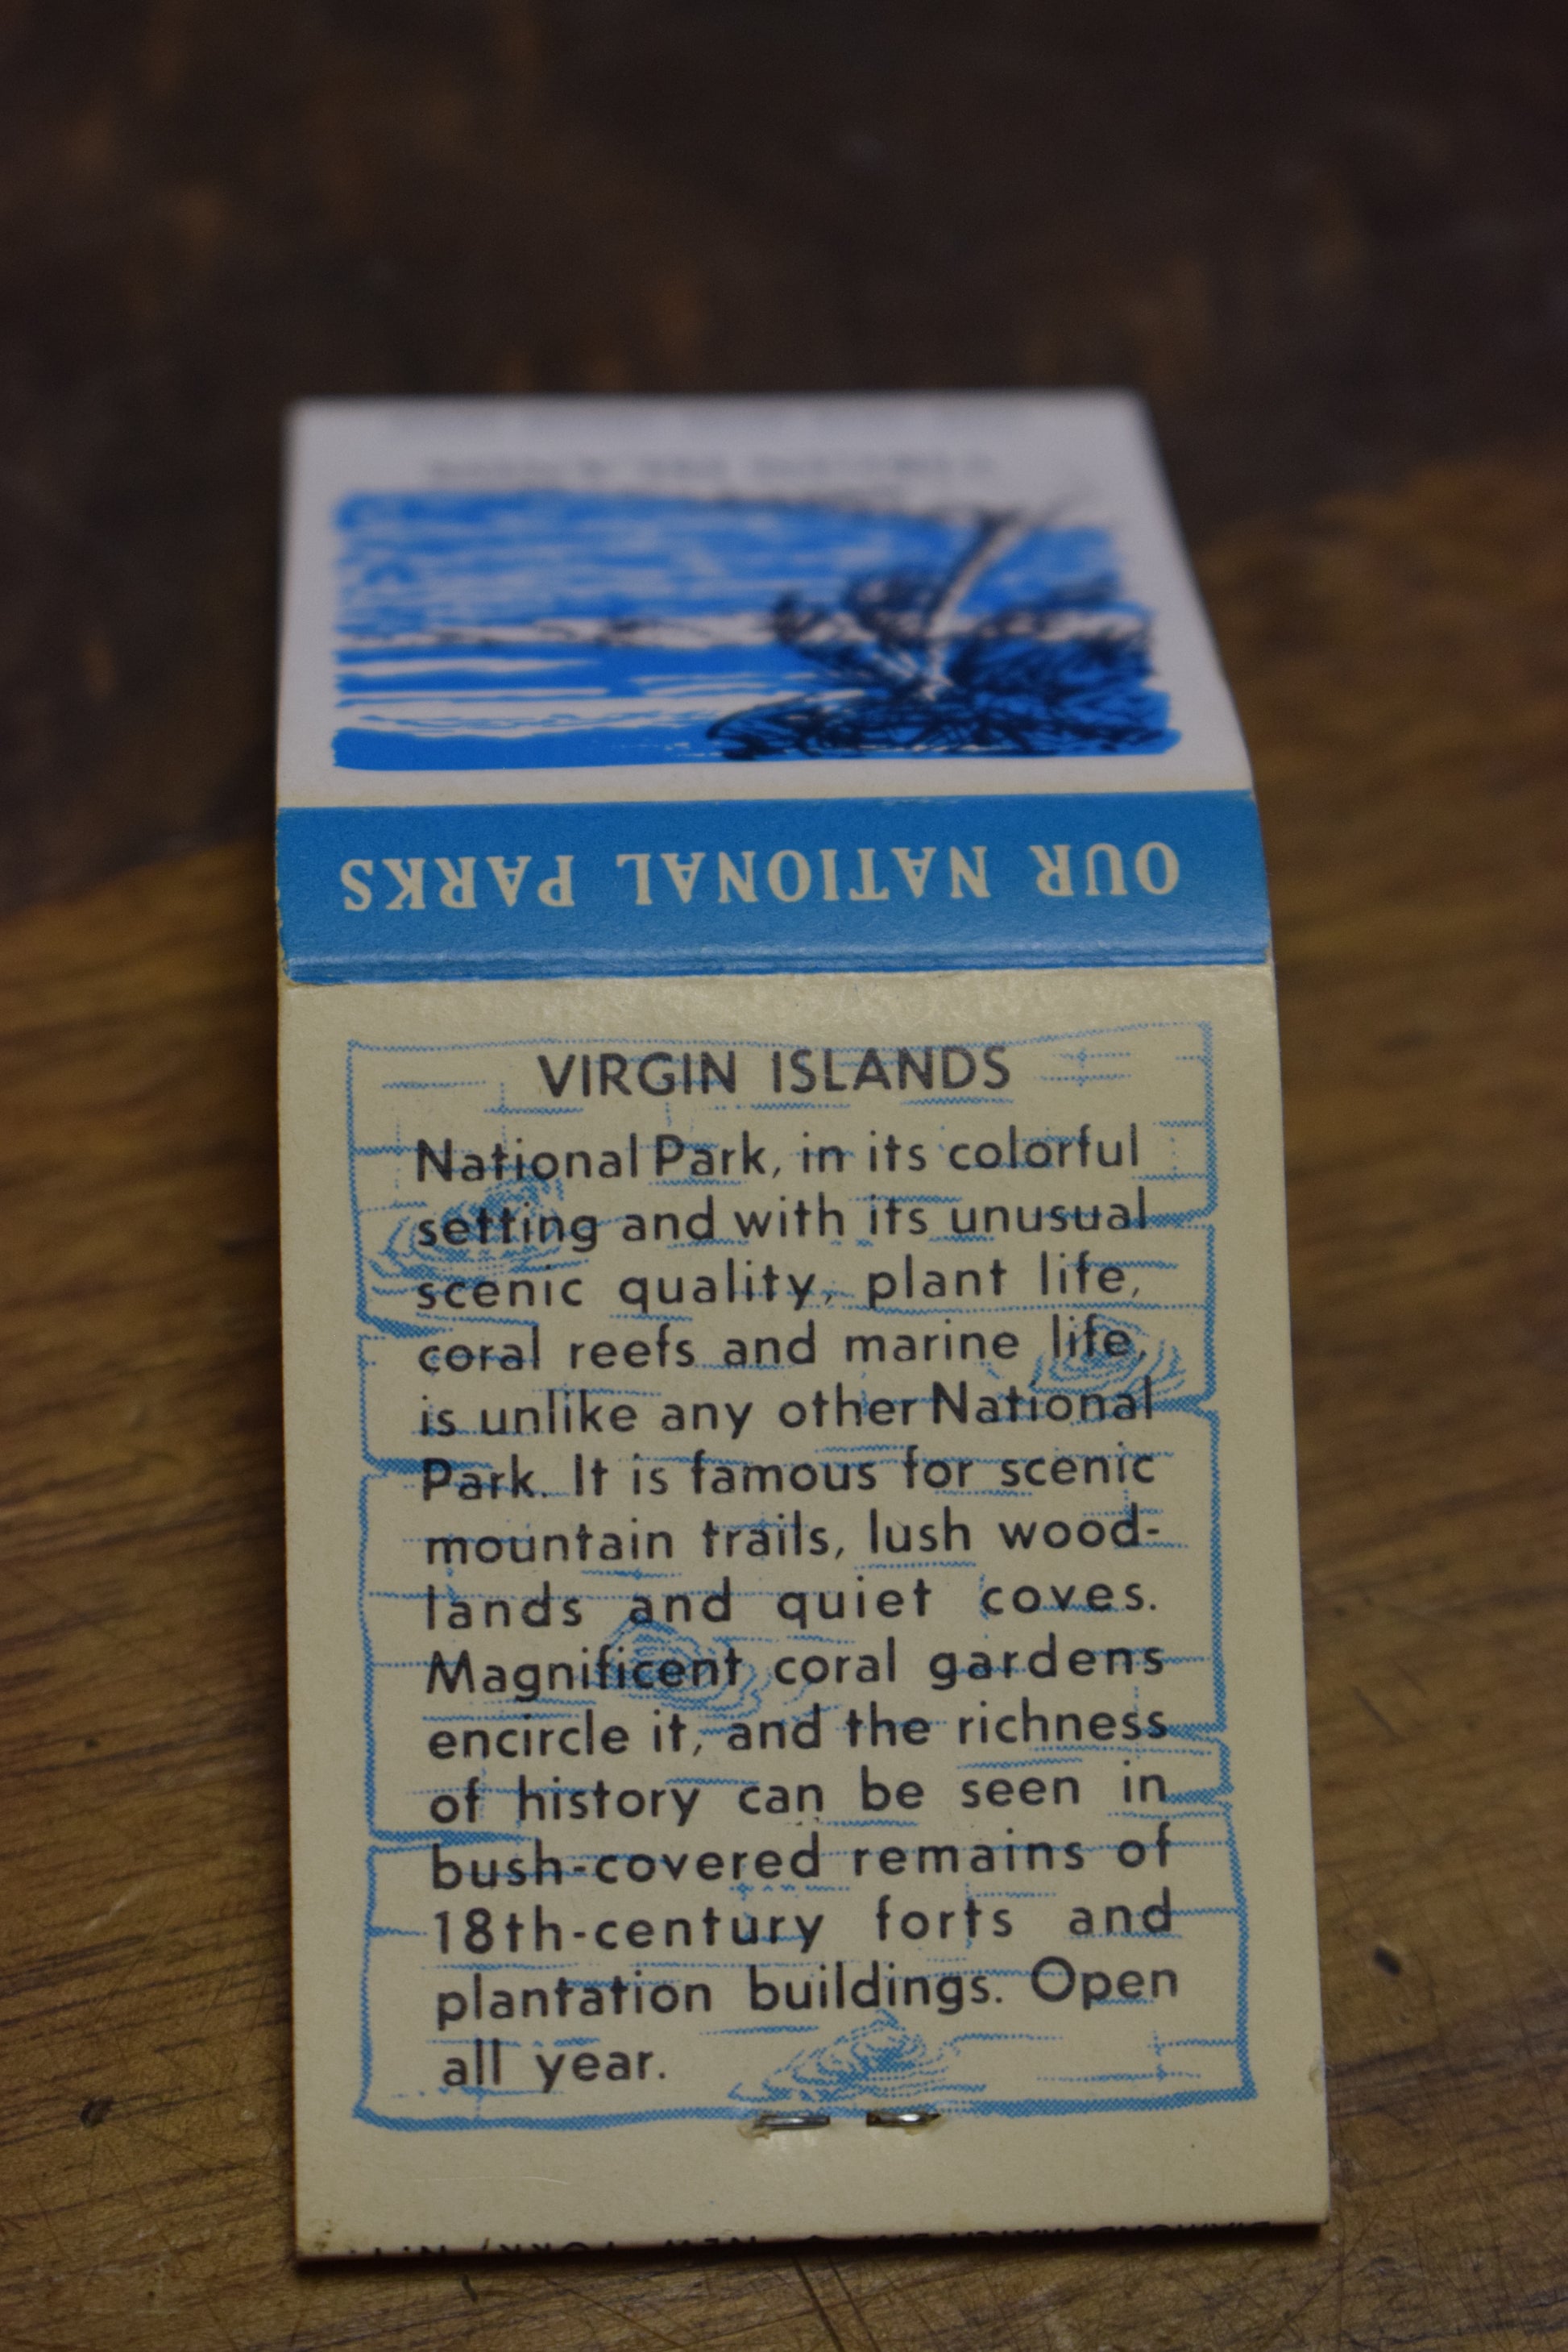 OUR NATIONAL PARKS
VIRGIN ISLANDS
National Park, in its colorful
setting and with its unusual
scenic quality, plant life,
coral reefs and marine life,
is unlike any other National
Park. It is famous for scenic
mountain trails, lush wood-
lands and quiet coves.
Magnificent coral gardens
encircle it, and the richness
of history can be seen in
bush-covered remains of
18th-century forts and
plantation buildings. Open
all year.